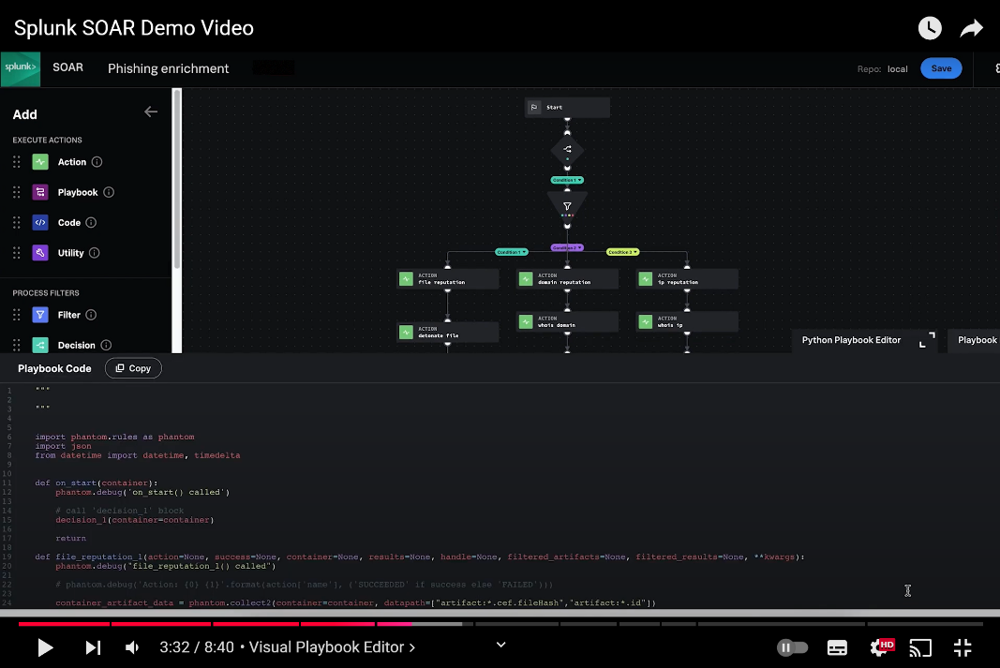 Splunk SOAR Demo Video
splunk> SOAR Phishing enrichment Repo: local Save
Add
EXECUTE ACTIONS
Action
Playbook
Code
Utility
PROCESS FILTERS
Filter
Decision
Start
Condition 1
Condition 1 Condition 2 Condition 3
ACTION
file reputation
ACTION
domain reputation
ACTION
ip reputation
ACTION
detonate file
ACTION
whois domain
ACTION
whois ip
Python Playbook Editor Playbook
Playbook Code Copy
1 """
2
3 """
4
5
6 import phantom.rules as phantom
7 import json
8 from datetime import datetime, timedelta
9
10
11 def on_start(container):
12 phantom.debug('on_start() called')
13
14 # call 'decision_1' block
15 decision_1(container=container)
16
17 return
18
19 def file_reputation_1(action=None, success=None, container=None, results=None, handle=None, filtered_artifacts=None, filtered_results=None, **kwargs):
20 phantom.debug("file_reputation_1() called")
21
22 # phantom.debug('Action: {0} {1}'.format(action['name'], ('SUCCEEDED' if success else 'FAILED')))
23
24 container_artifact_data = phantom.collect2(container=container, datapath=["artifact:*.cef.fileHash","artifact:*.id"])
3:32 / 8:40 • Visual Playbook Editor >
HD